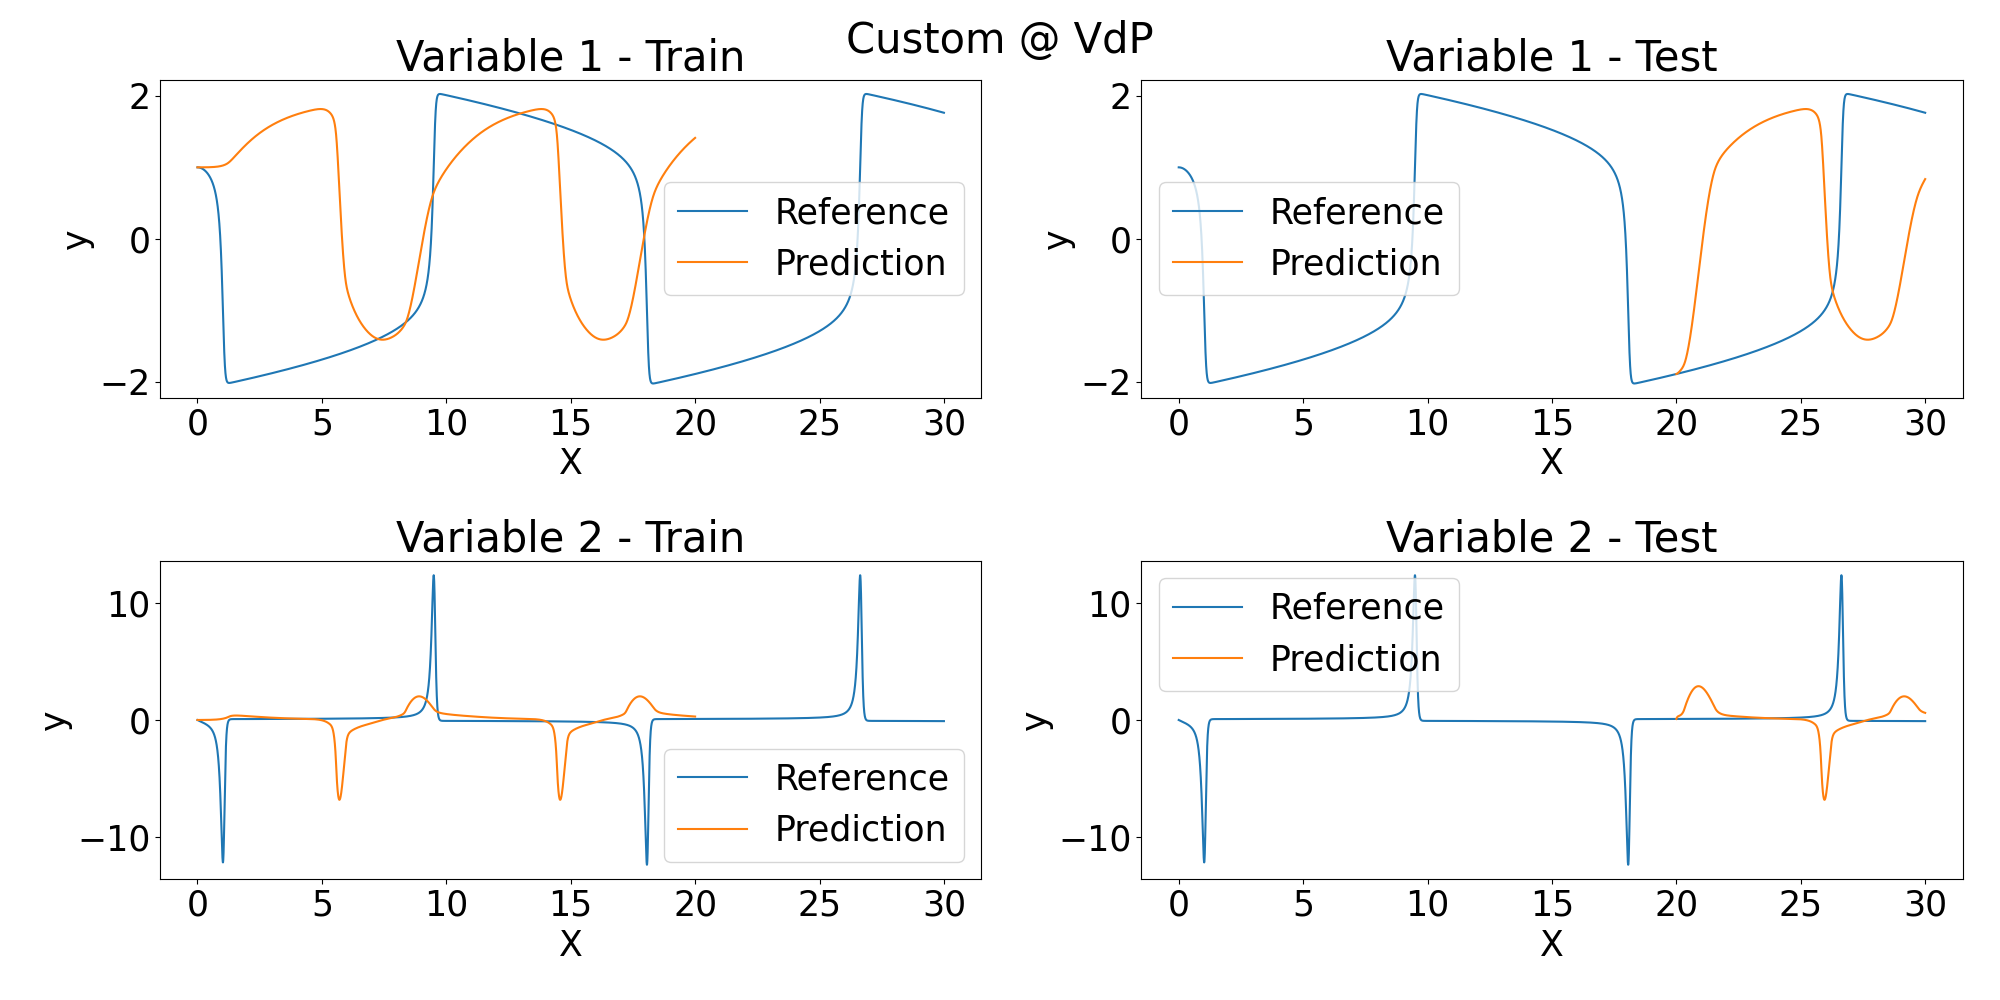 Custom @ VdP
Variable 1 - Train
2
0
−2
y
Reference
Prediction
0 5 10 15 20 25 30
X
Variable 1 - Test
2
0
−2
y
Reference
Prediction
0 5 10 15 20 25 30
X
Variable 2 - Train
10
0
−10
y
Reference
Prediction
0 5 10 15 20 25 30
X
Variable 2 - Test
10
0
−10
y
Reference
Prediction
0 5 10 15 20 25 30
X